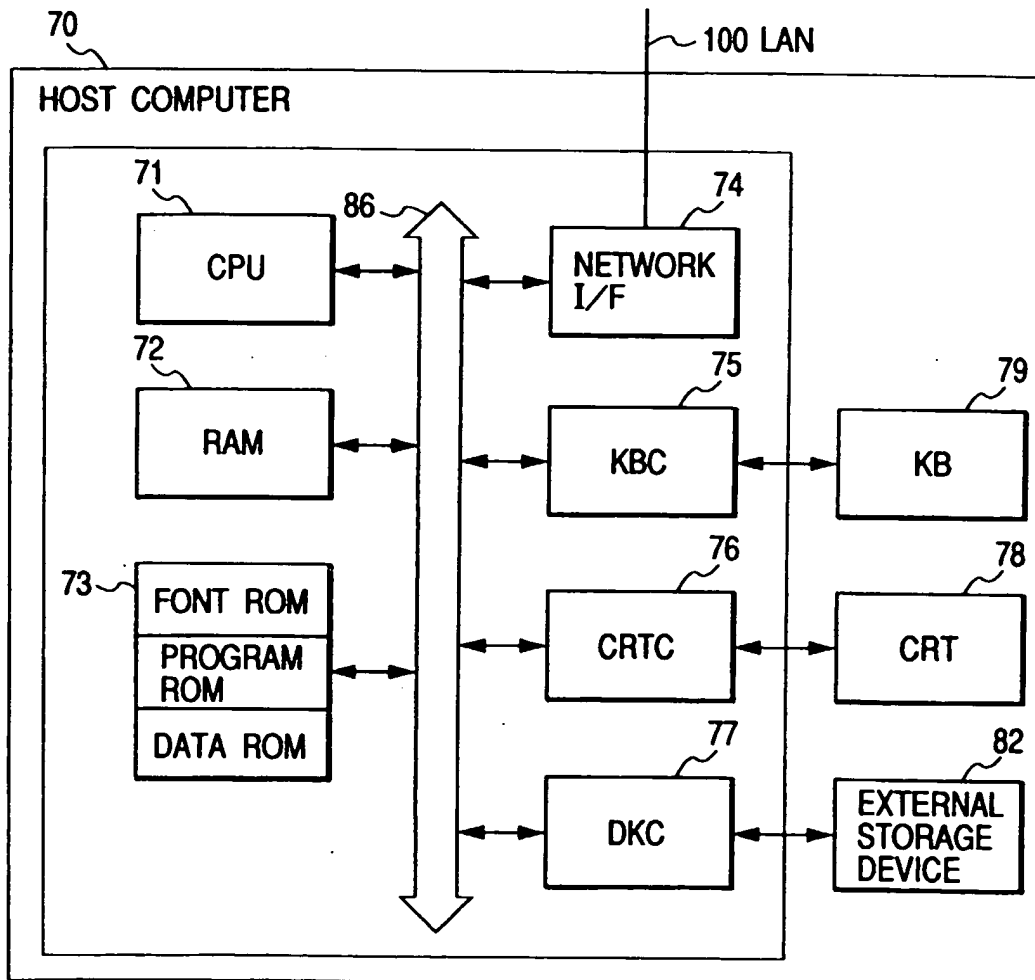 70
100 LAN
HOST COMPUTER
71
86
74
CPU
NETWORK
I/F
72
75
79
RAM
KBC
KB
73
76
78
FONT ROM
PROGRAM
ROM
DATA ROM
CRTC
CRT
77
82
DKC
EXTERNAL
STORAGE
DEVICE